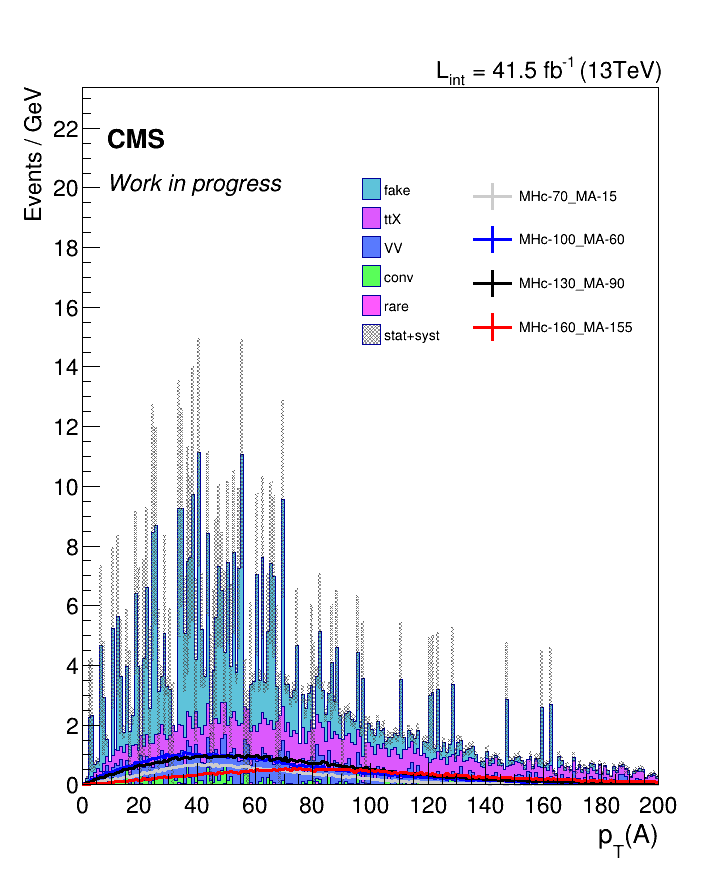 L_int = 41.5 fb^-1 (13TeV)
Events / GeV
CMS
Work in progress
fake
ttX
VV
conv
rare
stat+syst
MHc-70_MA-15
MHc-100_MA-60
MHc-130_MA-90
MHc-160_MA-155
22
20
18
16
14
12
10
8
6
4
2
0
0 20 40 60 80 100 120 140 160 180 200
p_T(A)